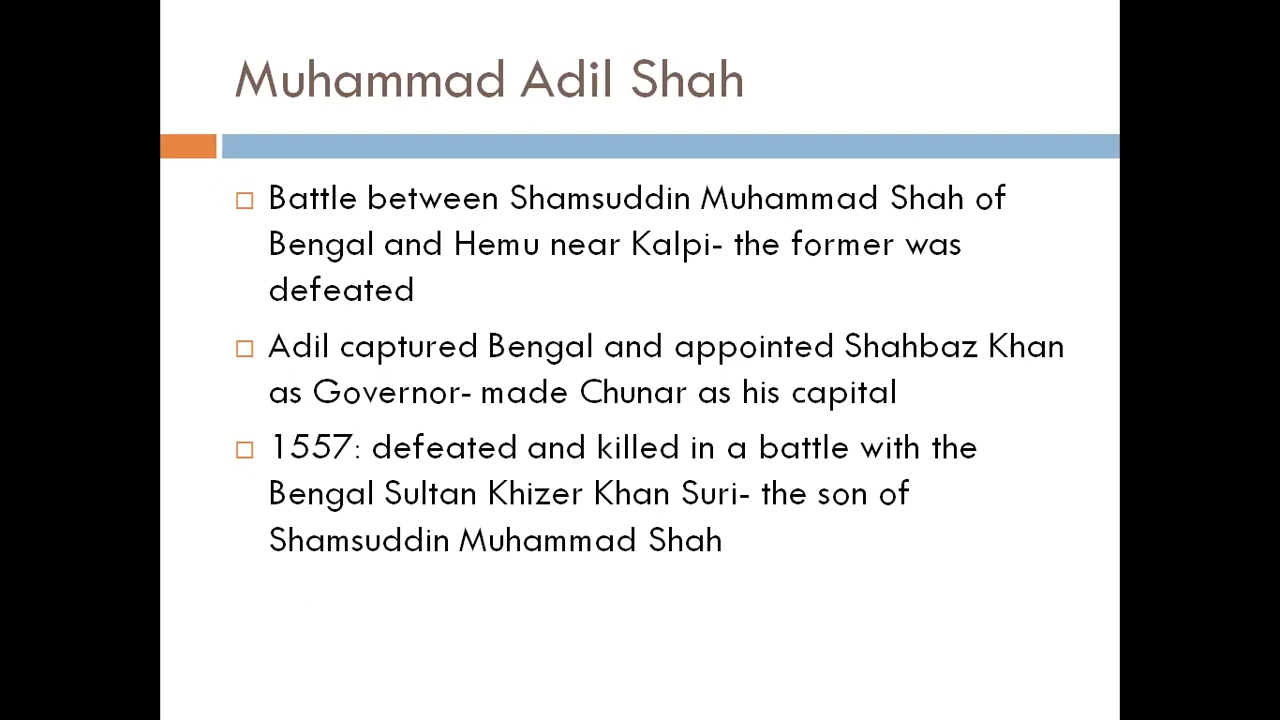 Muhammad Adil Shah
Battle between Shamsuddin Muhammad Shah of
Bengal and Hemu near Kalpi- the former was
defeated
Adil captured Bengal and appointed Shahbaz Khan
as Governor- made Chunar as his capital
1557: defeated and killed in a battle with the
Bengal Sultan Khizer Khan Suri- the son of
Shamsuddin Muhammad Shah